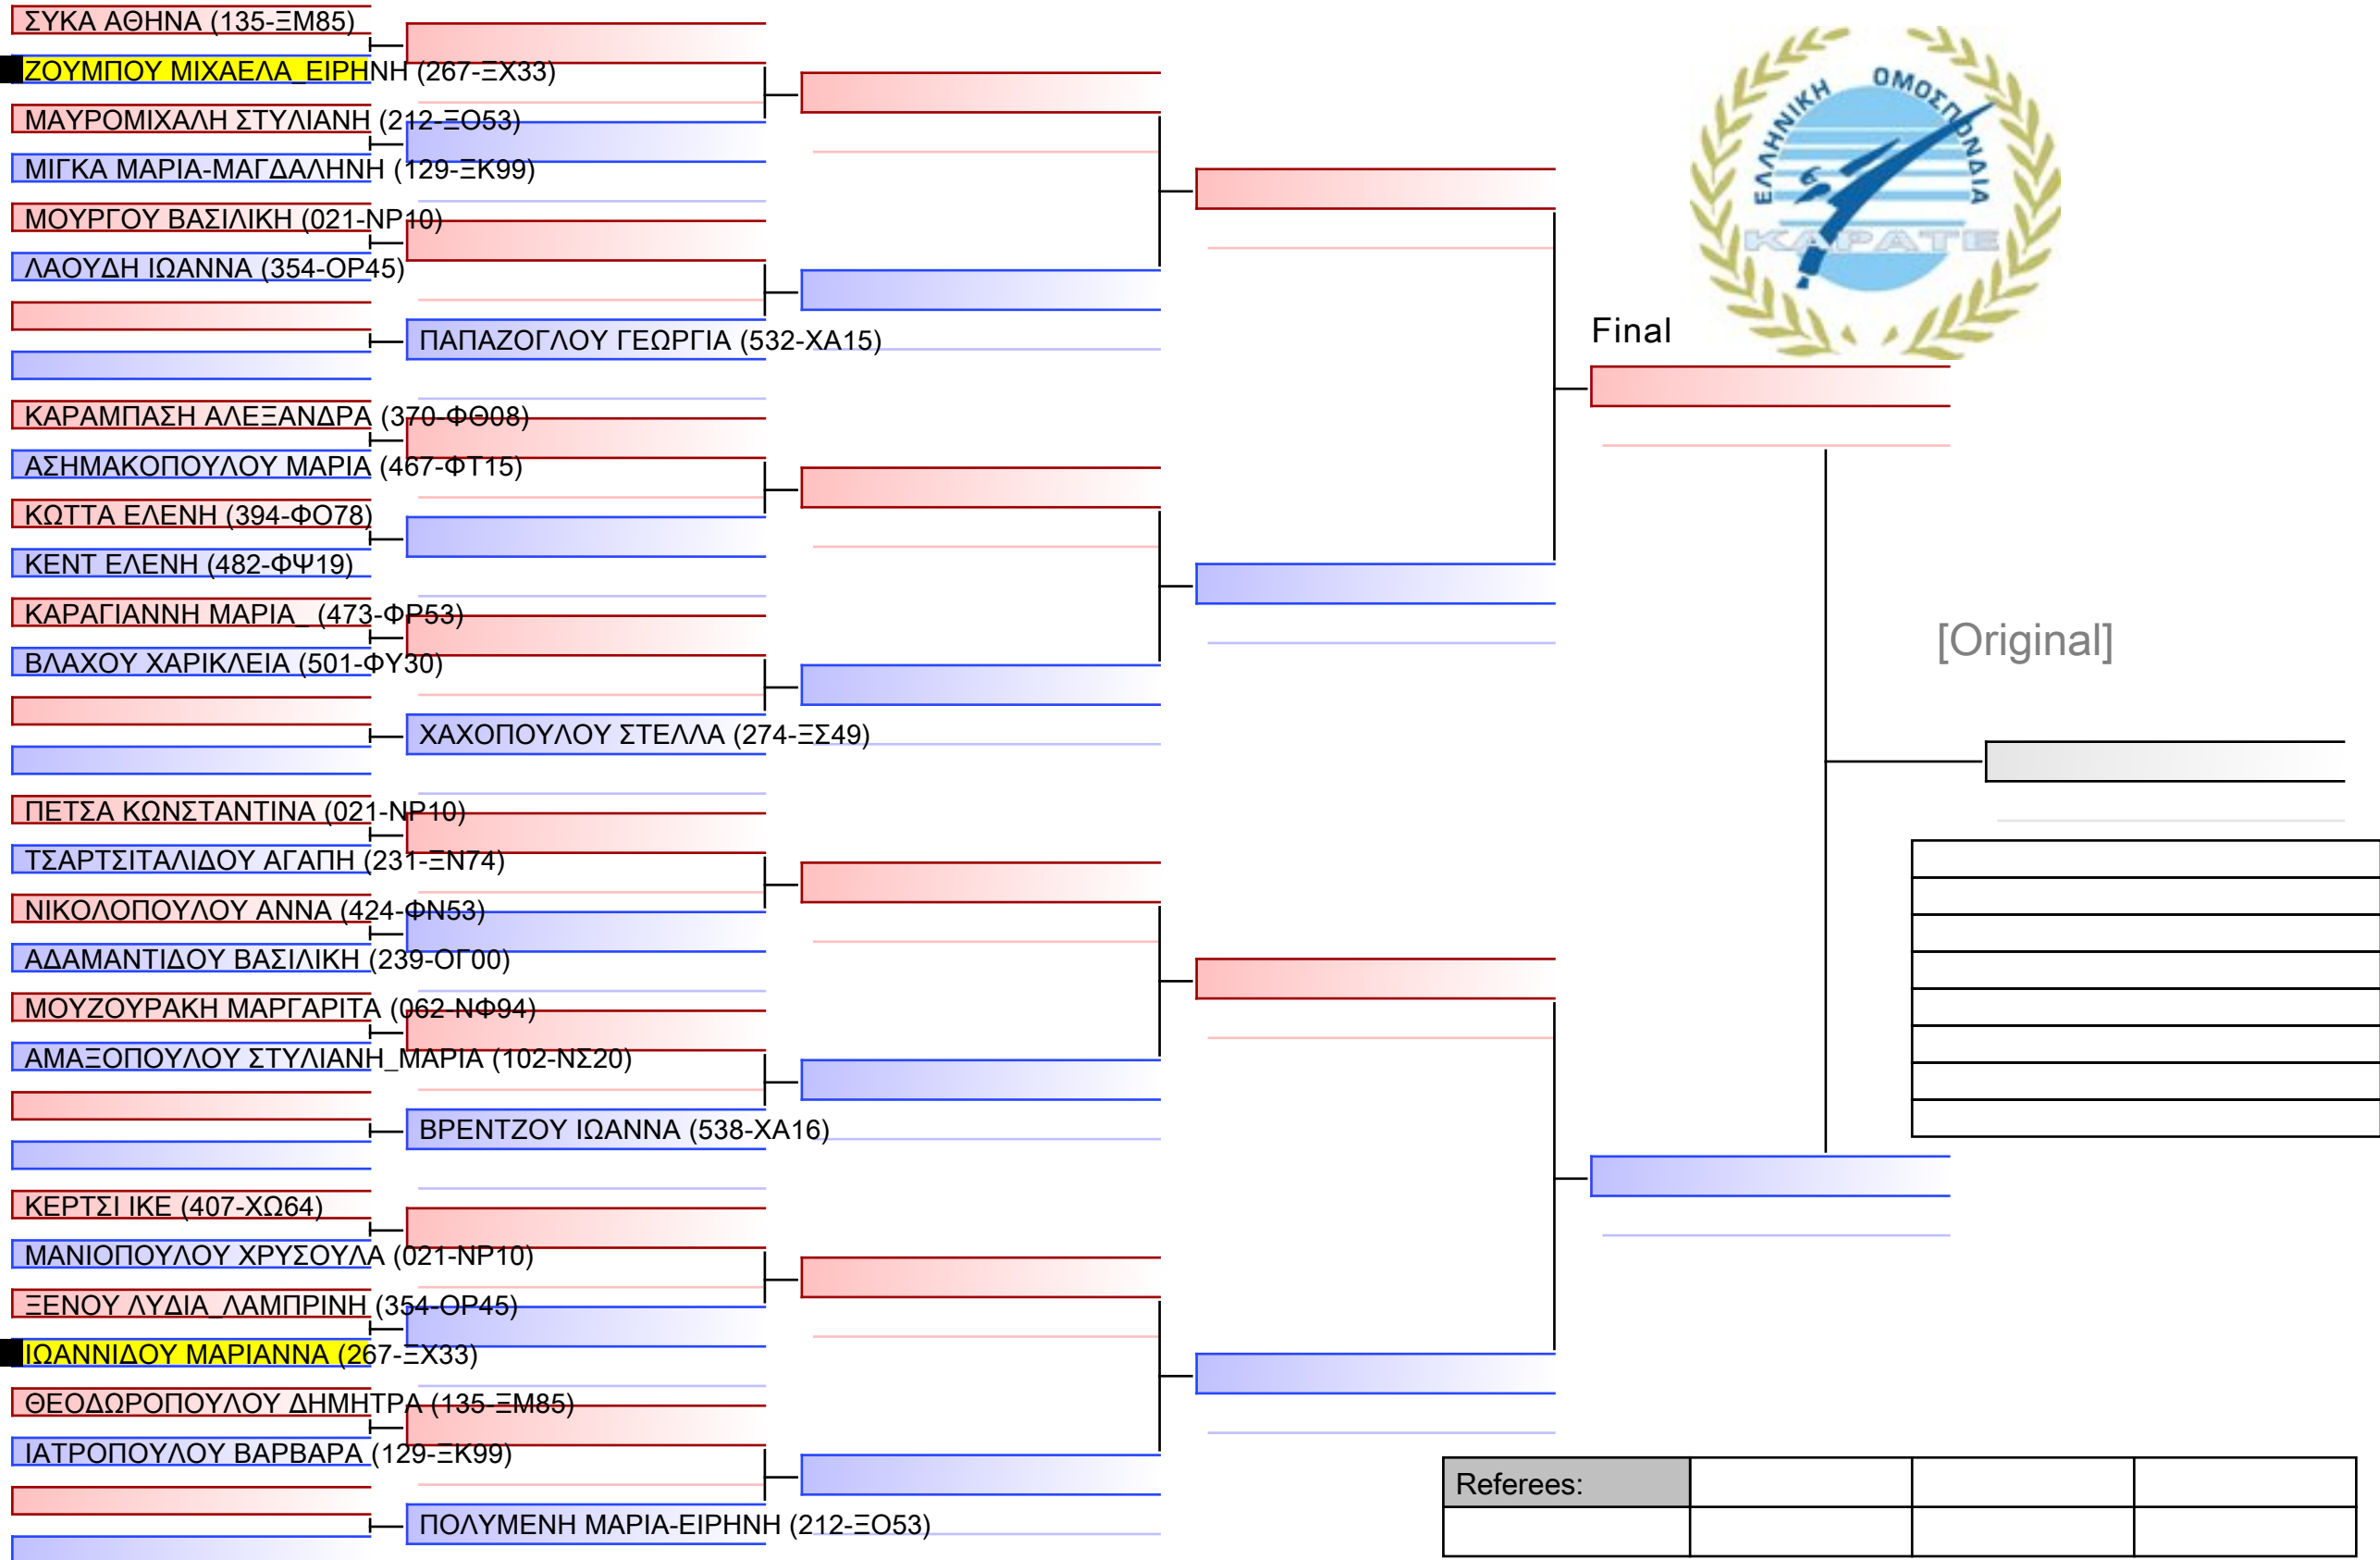 ΣΥΚΑ ΑΘΗΝΑ (135-ΞΜ85)
ΖΟΥΜΠΟΥ ΜΙΧΑΕΛΑ_ΕΙΡΗΝΗ (267-ΞΧ33)
ΜΑΥΡΟΜΙΧΑΛΗ ΣΤΥΛΙΑΝΗ (212-ΞΟ53)
ΜΙΓΚΑ ΜΑΡΙΑ-ΜΑΓΔΑΛΗΝΗ (129-ΞΚ99)
ΜΟΥΡΓΟΥ ΒΑΣΙΛΙΚΗ (021-ΝΡ10)
ΛΑΟΥΔΗ ΙΩΑΝΝΑ (354-ΟΡ45)
ΠΑΠΑΖΟΓΛΟΥ ΓΕΩΡΓΙΑ (532-ΧΑ15)
ΚΑΡΑΜΠΑΣΗ ΑΛΕΞΑΝΔΡΑ (370-ΦΘ08)
ΑΣΗΜΑΚΟΠΟΥΛΟΥ ΜΑΡΙΑ (467-ΦΤ15)
ΚΩΤΤΑ ΕΛΕΝΗ (394-ΦΟ78)
ΚΕΝΤ ΕΛΕΝΗ (482-ΦΨ19)
ΚΑΡΑΓΙΑΝΝΗ ΜΑΡΙΑ_ (473-ΦΡ53)
ΒΛΑΧΟΥ ΧΑΡΙΚΛΕΙΑ (501-ΦΥ30)
ΧΑΧΟΠΟΥΛΟΥ ΣΤΕΛΛΑ (274-ΞΣ49)
ΠΕΤΣΑ ΚΩΝΣΤΑΝΤΙΝΑ (021-ΝΡ10)
ΤΣΑΡΤΣΙΤΑΛΙΔΟΥ ΑΓΑΠΗ (231-ΞΝ74)
ΝΙΚΟΛΟΠΟΥΛΟΥ ΑΝΝΑ (424-ΦΝ53)
ΑΔΑΜΑΝΤΙΔΟΥ ΒΑΣΙΛΙΚΗ (239-ΟΓ00)
ΜΟΥΖΟΥΡΑΚΗ ΜΑΡΓΑΡΙΤΑ (062-ΝΦ94)
ΑΜΑΞΟΠΟΥΛΟΥ ΣΤΥΛΙΑΝΗ_ΜΑΡΙΑ (102-ΝΣ20)
ΒΡΕΝΤΖΟΥ ΙΩΑΝΝΑ (538-ΧΑ16)
ΚΕΡΤΣΙ ΙΚΕ (407-ΧΩ64)
ΜΑΝΙΟΠΟΥΛΟΥ ΧΡΥΣΟΥΛΑ (021-ΝΡ10)
ΞΕΝΟΥ ΛΥΔΙΑ_ΛΑΜΠΡΙΝΗ (354-ΟΡ45)
ΙΩΑΝΝΙΔΟΥ ΜΑΡΙΑΝΝΑ (267-ΞΧ33)
ΘΕΟΔΩΡΟΠΟΥΛΟΥ ΔΗΜΗΤΡΑ (135-ΞΜ85)
ΙΑΤΡΟΠΟΥΛΟΥ ΒΑΡΒΑΡΑ (129-ΞΚ99)
ΠΟΛΥΜΕΝΗ ΜΑΡΙΑ-ΕΙΡΗΝΗ (212-ΞΟ53)
ΕΛΛΗΝΙΚΗ ΟΜΟΣΠΟΝΔΙΑ
ΚΑΡΑΤΕ
Final
[Original]
Referees: